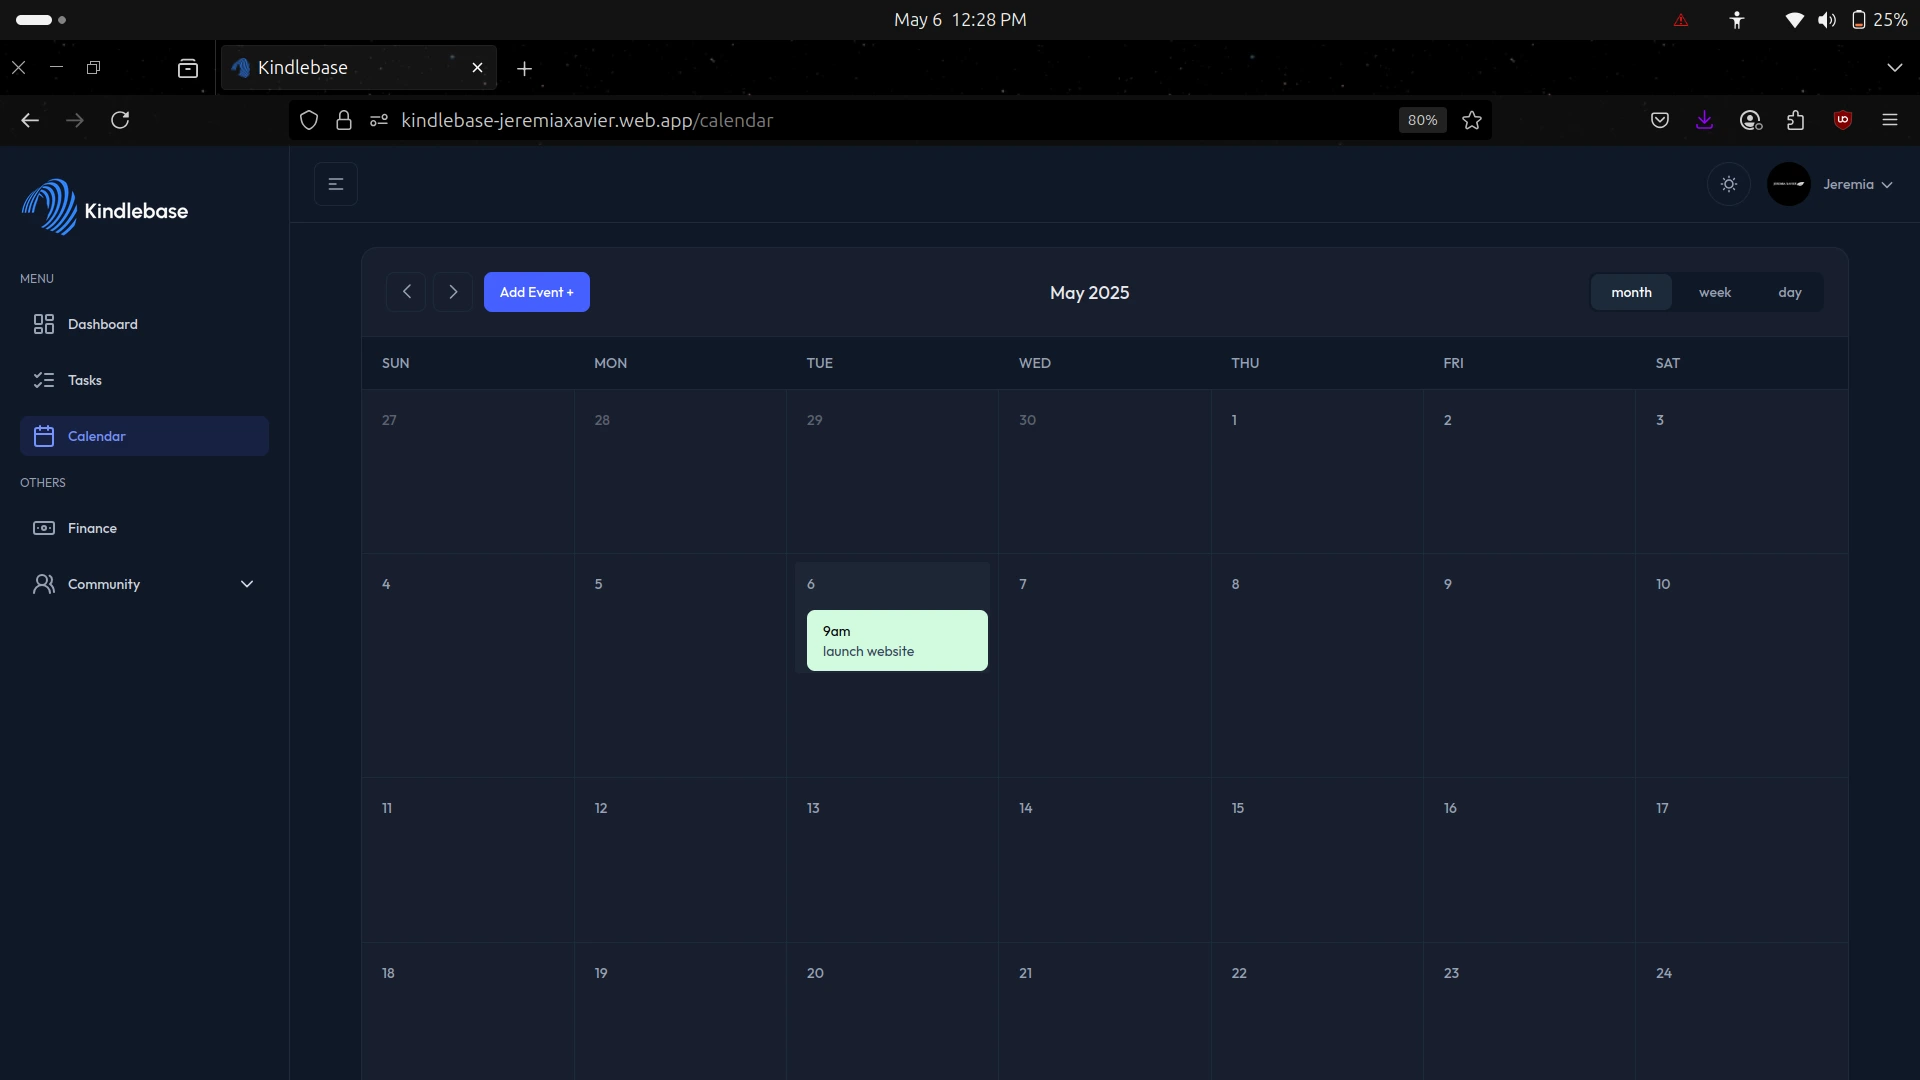 May 6 12:28 PM
25%
Kindlebase
kindlebase-jeremiaxavier.web.app/calendar
80%
Kindlebase
Jeremia
MENU
Dashboard
Tasks
Calendar
OTHERS
Finance
Community
Add Event +
May 2025
month week day
SUN MON TUE WED THU FRI SAT
27 28 29 30 1 2 3
4 5 6 7 8 9 10
9am
launch website
11 12 13 14 15 16 17
18 19 20 21 22 23 24